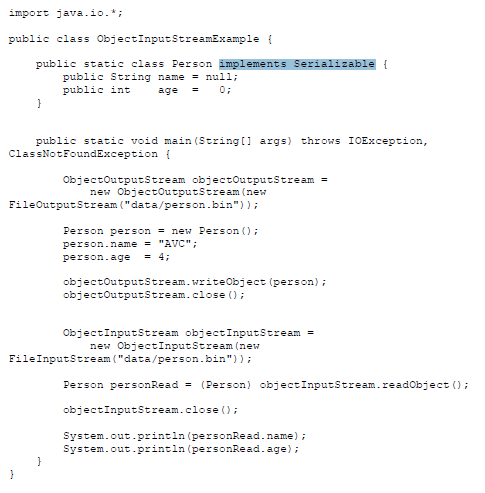 import java.io.*;

public class ObjectInputStreamExample {

    public static class Person implements Serializable {
        public String name = null;
        public int    age  =   0;
    }


    public static void main(String[] args) throws IOException,
ClassNotFoundException {

        ObjectOutputStream objectOutputStream =
            new ObjectOutputStream(new
FileOutputStream("data/person.bin"));

        Person person = new Person();
        person.name = "AVC";
        person.age  = 4;

        objectOutputStream.writeObject(person);
        objectOutputStream.close();


        ObjectInputStream objectInputStream =
            new ObjectInputStream(new
FileInputStream("data/person.bin"));

        Person personRead = (Person) objectInputStream.readObject();

        objectInputStream.close();

        System.out.println(personRead.name);
        System.out.println(personRead.age);
    }
}